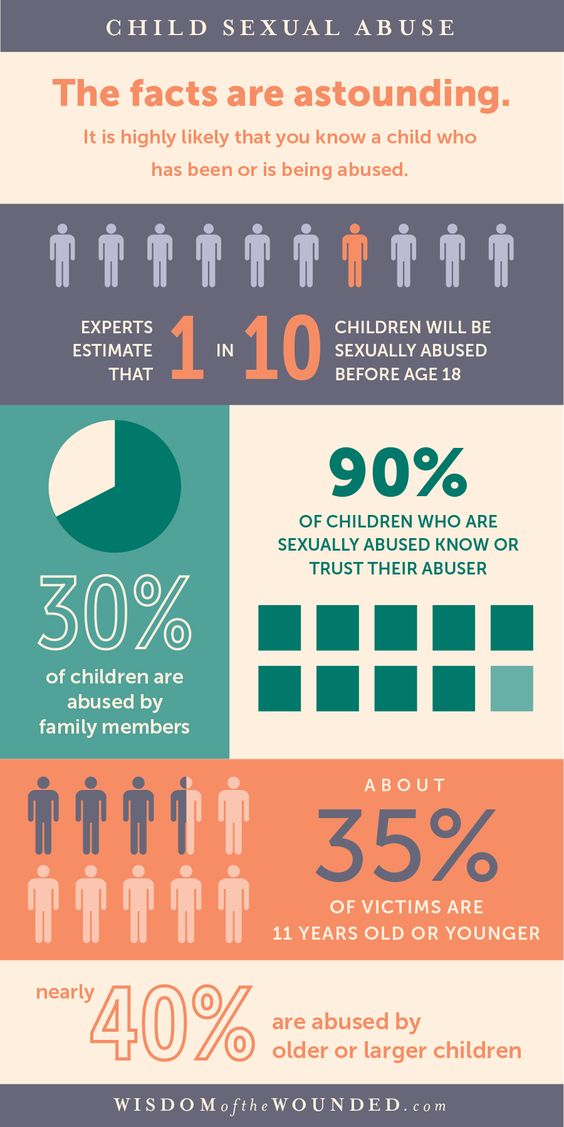 CHILD SEXUAL ABUSE
The facts are astounding.
It is highly likely that you know a child who
has been or is being abused.
EXPERTS
ESTIMATE
THAT
1 IN 10
CHILDREN WILL BE
SEXUALLY ABUSED
BEFORE AGE 18
30%
of children are
abused by
family members
90%
OF CHILDREN WHO ARE
SEXUALLY ABUSED KNOW OR
TRUST THEIR ABUSER
ABOUT
35%
OF VICTIMS ARE
11 YEARS OLD OR YOUNGER
nearly
40%
are abused by
older or larger children
WISDOMoftheWOUNDED.com